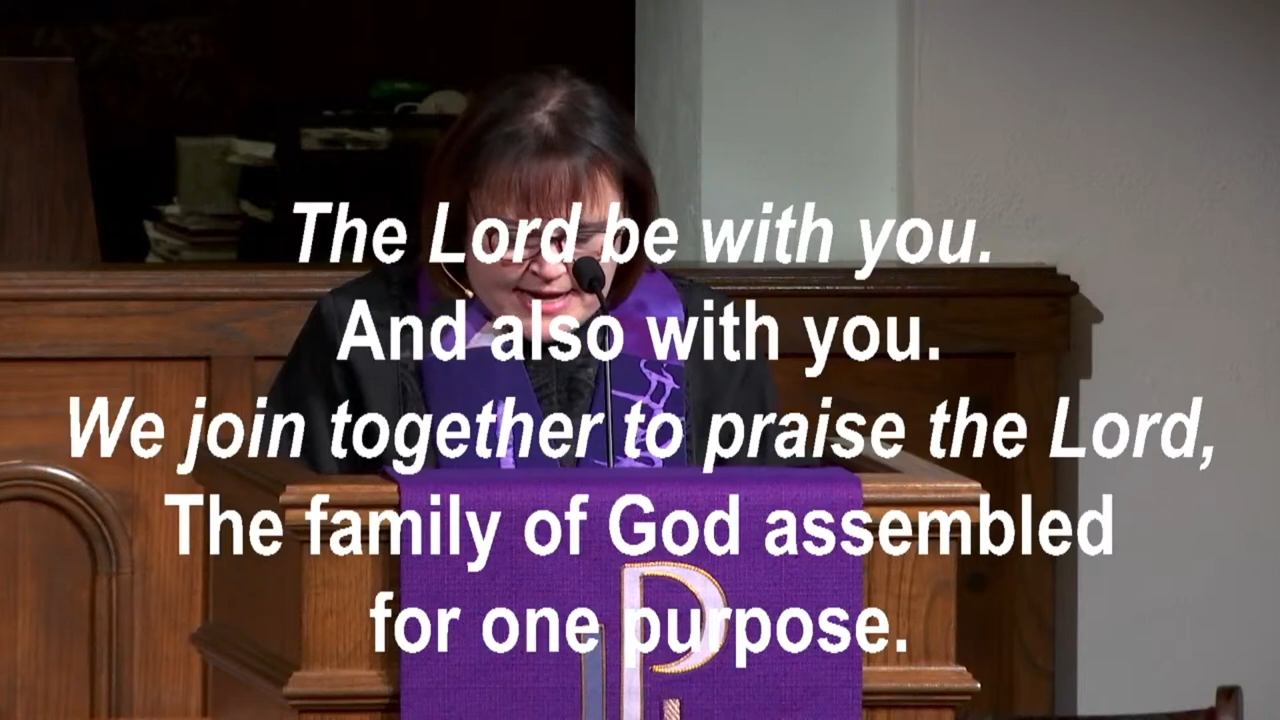 The Lord be with you.
And also with you.
We join together to praise the Lord,
The family of God assembled
for one purpose.